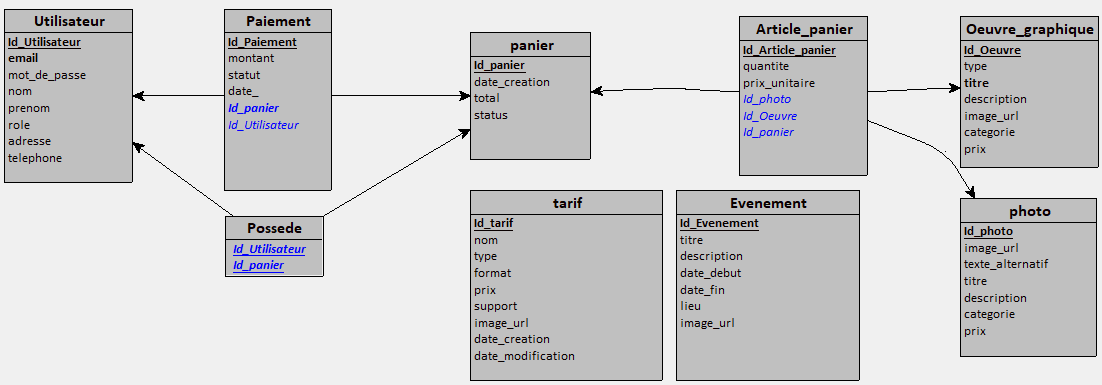 Utilisateur
Id_Utilisateur
email
mot_de_passe
nom
prenom
role
adresse
telephone
Paiement
Id_Paiement
montant
statut
date_
Id_panier
Id_Utilisateur
panier
Id_panier
date_creation
total
status
Article_panier
Id_Article_panier
quantite
prix_unitaire
Id_photo
Id_Oeuvre
Id_panier
Oeuvre_graphique
Id_Oeuvre
type
titre
description
image_url
categorie
prix
Possede
Id_Utilisateur
Id_panier
tarif
Id_tarif
nom
type
format
prix
support
image_url
date_creation
date_modification
Evenement
Id_Evenement
titre
description
date_debut
date_fin
lieu
image_url
photo
Id_photo
image_url
texte_alternatif
titre
description
categorie
prix